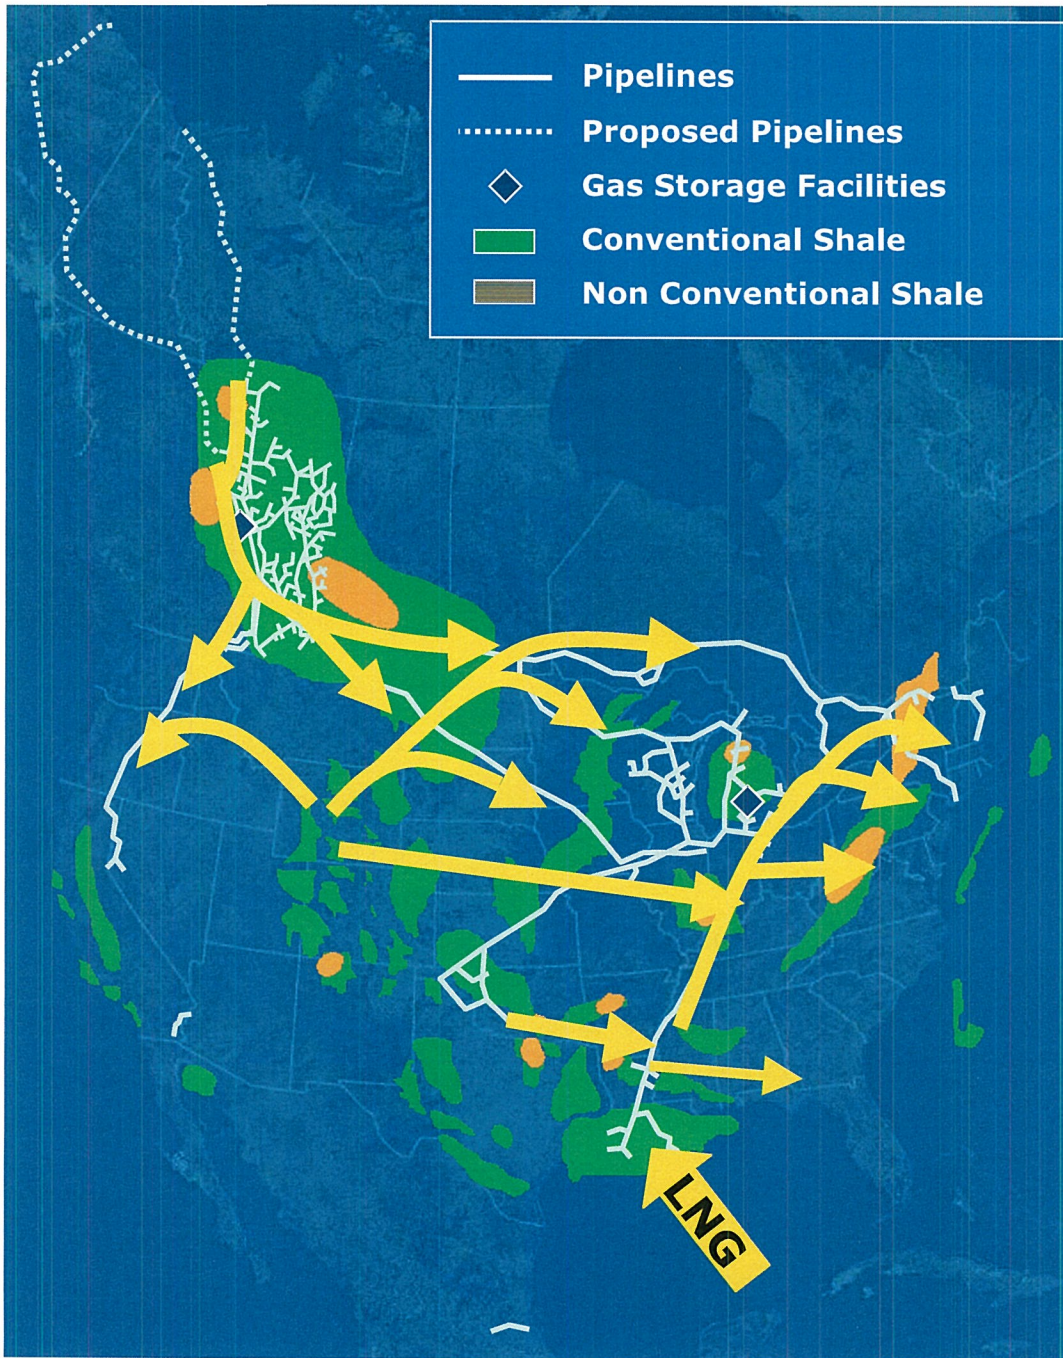 Pipelines
Proposed Pipelines
Gas Storage Facilities
Conventional Shale
Non Conventional Shale
LNG